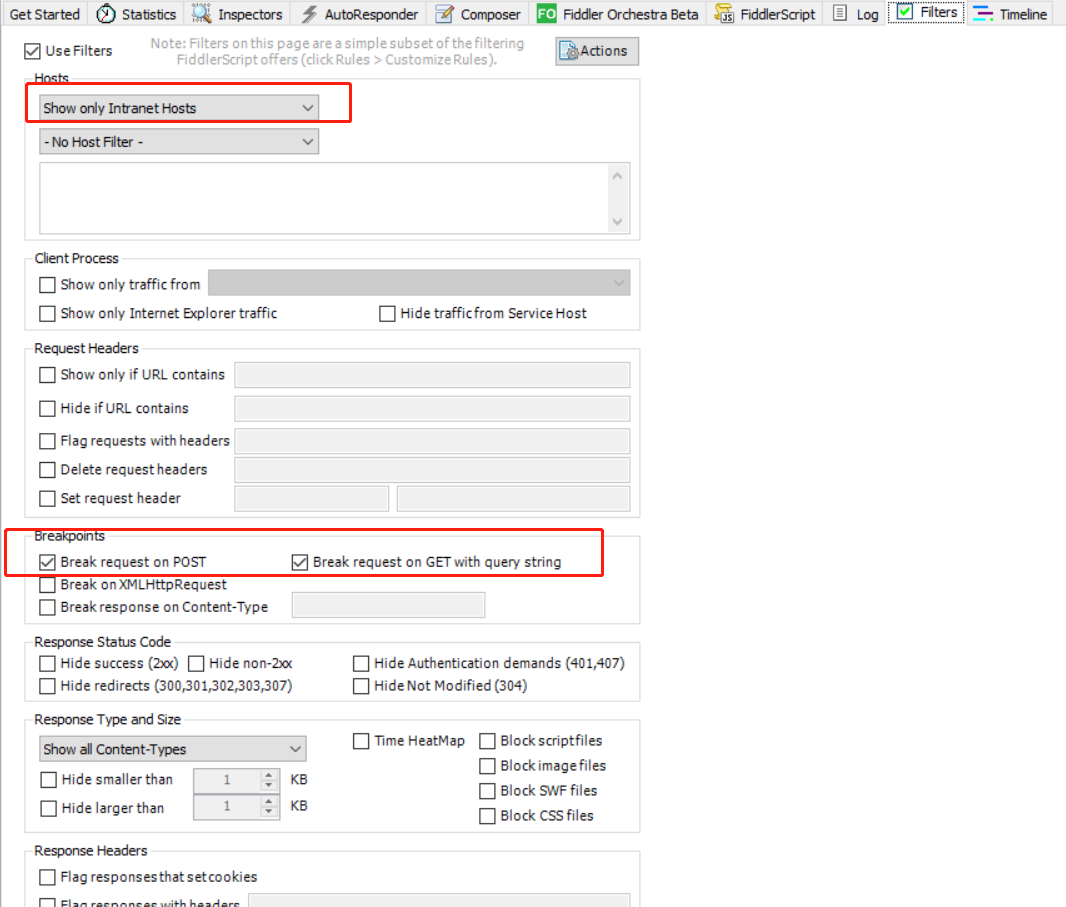 Get Started Statistics Inspectors AutoResponder Composer FO Fiddler Orchestra Beta JS FiddlerScript Log Filters Timeline
Use Filters
Note: Filters on this page are a simple subset of the filtering
FiddlerScript offers (click Rules > Customize Rules).
Actions
Hosts
Show only Intranet Hosts
- No Host Filter -
Client Process
Show only traffic from
Show only Internet Explorer traffic Hide traffic from Service Host
Request Headers
Show only if URL contains
Hide if URL contains
Flag requests with headers
Delete request headers
Set request header
Breakpoints
Break request on POST Break request on GET with query string
Break on XMLHttpRequest
Break response on Content-Type
Response Status Code
Hide success (2xx) Hide non-2xx Hide Authentication demands (401,407)
Hide redirects (300,301,302,303,307) Hide Not Modified (304)
Response Type and Size
Show all Content-Types Time HeatMap Block script files
Block image files
Hide smaller than 1 KB
Block SWF files
Hide larger than 1 KB
Block CSS files
Response Headers
Flag responses that set cookies
Flag responses with headers